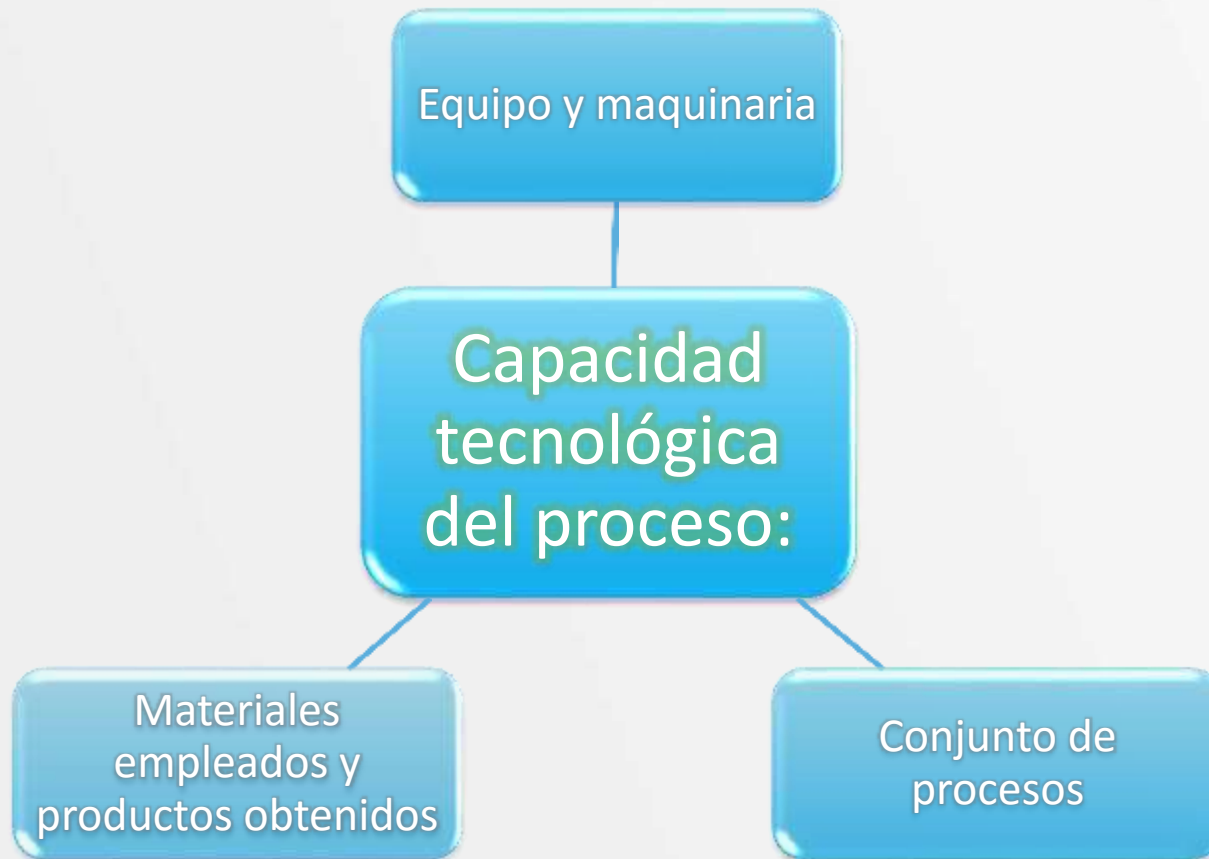 Equipo y maquinaria
Capacidad
tecnológica
del proceso:
Materiales
empleados y
productos obtenidos
Conjunto de
procesos